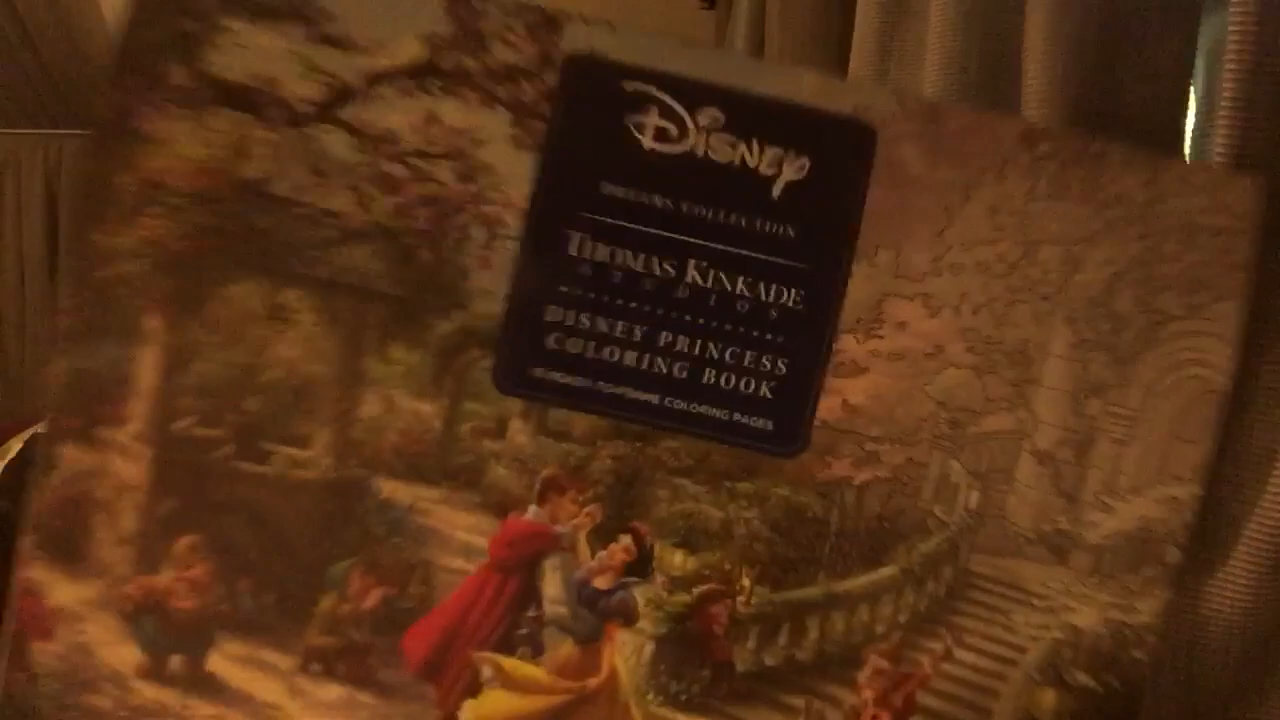 Disney
DREAMS COLLECTION
THOMAS KINKADE
STUDIOS
DISNEY PRINCESS
COLORING BOOK
COLORING PAGES